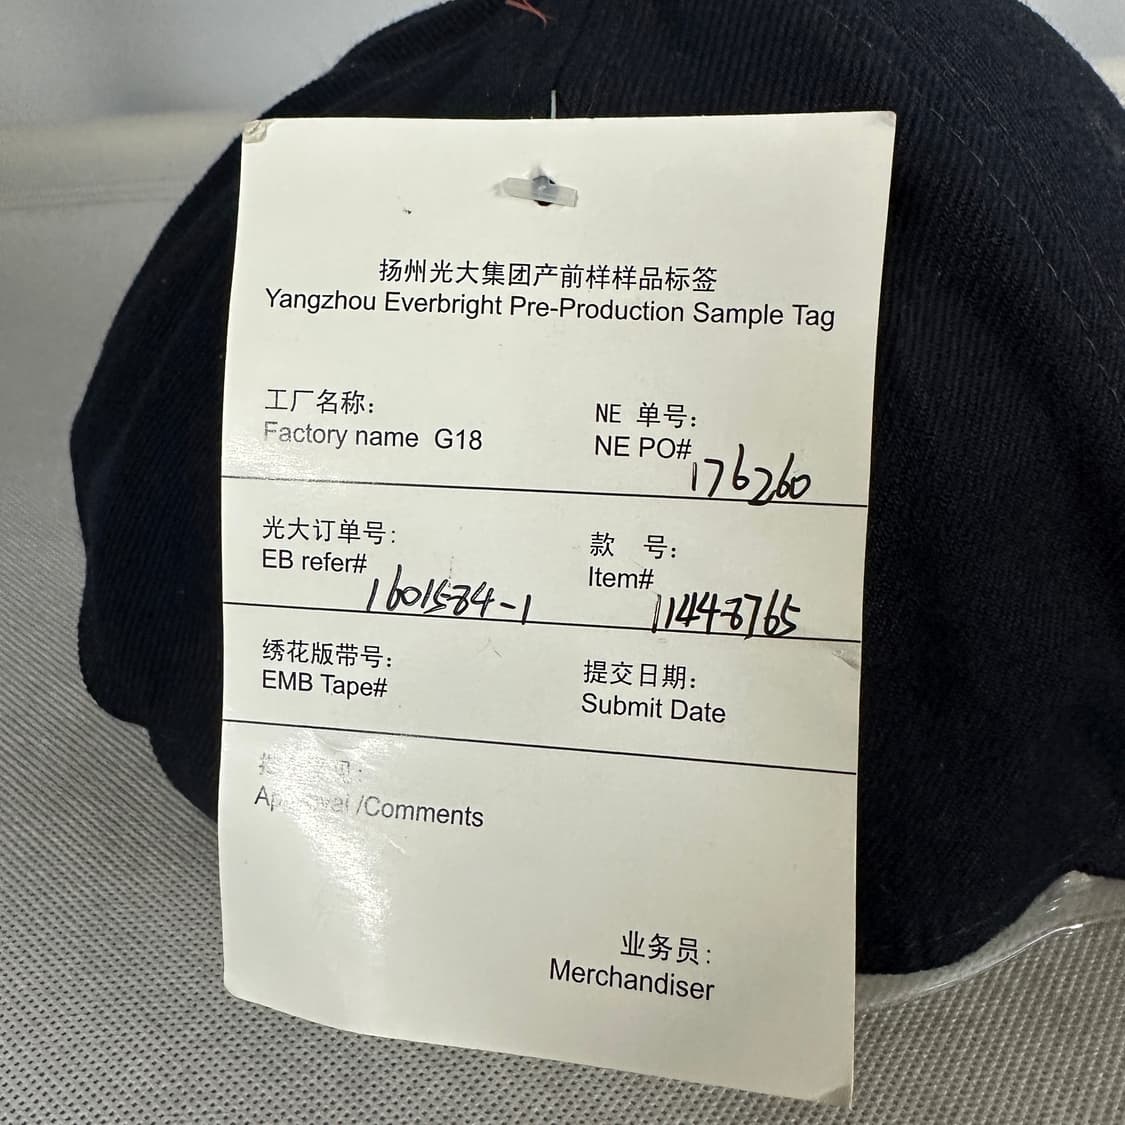 扬州光大集团产前样样品标签
Yangzhou Everbright Pre-Production Sample Tag
工厂名称:
Factory name G18
NE 单号:
NE PO# 176260
光大订单号:
EB refer# 1601584-1
款 号:
Item# 11448765
绣花版带号:
EMB Tape#
提交日期:
Submit Date
Approval /Comments
业务员:
Merchandiser